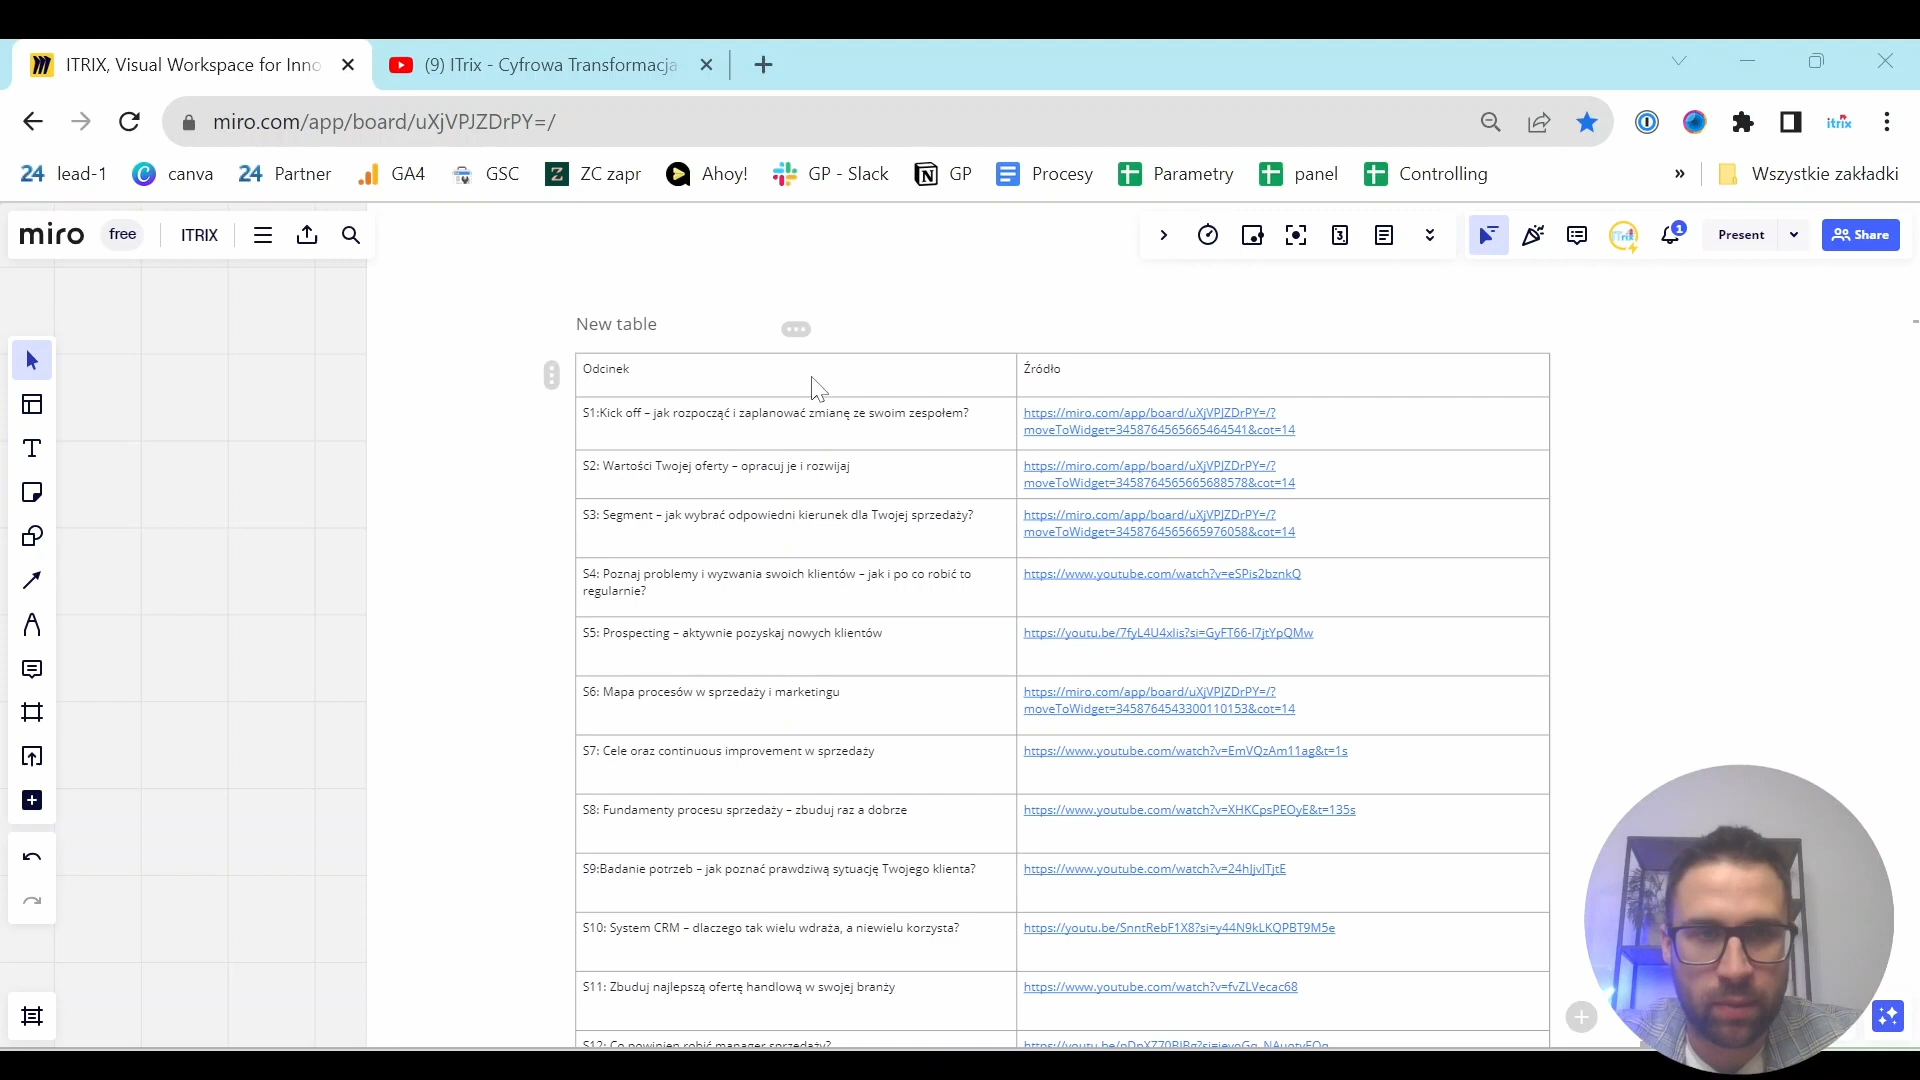 ITRIX, Visual Workspace for Inno
(9) ITrix - Cyfrowa Transformacja
miro.com/app/board/uXjVPJZDrPY=/
itrix
24 lead-1 canva 24 Partner GA4 GSC ZC zapr Ahoy! GP - Slack GP Procesy Parametry panel Controlling » Wszystkie zakładki
miro free ITRIX
1 Present Share
New table
Odcinek Źródło
S1:Kick off – jak rozpocząć i zaplanować zmianę ze swoim zespołem?
https://miro.com/app/board/uXjVPJZDrPY=/?
moveToWidget=3458764565665464541&cot=14
S2: Wartości Twojej oferty – opracuj je i rozwijaj
https://miro.com/app/board/uXjVPJZDrPY=/?
moveToWidget=3458764565665688578&cot=14
S3: Segment – jak wybrać odpowiedni kierunek dla Twojej sprzedaży?
https://miro.com/app/board/uXjVPJZDrPY=/?
moveToWidget=3458764565665976058&cot=14
S4: Poznaj problemy i wyzwania swoich klientów – jak i po co robić to
regularnie?
https://www.youtube.com/watch?v=eSPis2bznkQ
S5: Prospecting – aktywnie pozyskaj nowych klientów
https://youtu.be/7fyL4U4xlis?si=GyFT66-I7jtYpQMw
S6: Mapa procesów w sprzedaży i marketingu
https://miro.com/app/board/uXjVPJZDrPY=/?
moveToWidget=3458764543300110153&cot=14
S7: Cele oraz continuous improvement w sprzedaży
https://www.youtube.com/watch?v=EmVQzAm11ag&t=1s
S8: Fundamenty procesu sprzedaży – zbuduj raz a dobrze
https://www.youtube.com/watch?v=XHKCpsPEOyE&t=135s
S9:Badanie potrzeb – jak poznać prawdziwą sytuację Twojego klienta?
https://www.youtube.com/watch?v=24hJjvJTjtE
S10: System CRM – dlaczego tak wielu wdraża, a niewielu korzysta?
https://youtu.be/SnntRebF1X8?si=y44N9kLKQPBT9M5e
S11: Zbuduj najlepszą ofertę handlową w swojej branży
https://www.youtube.com/watch?v=fvZLVecac68
S12: Co powinien robić manager sprzedaży?